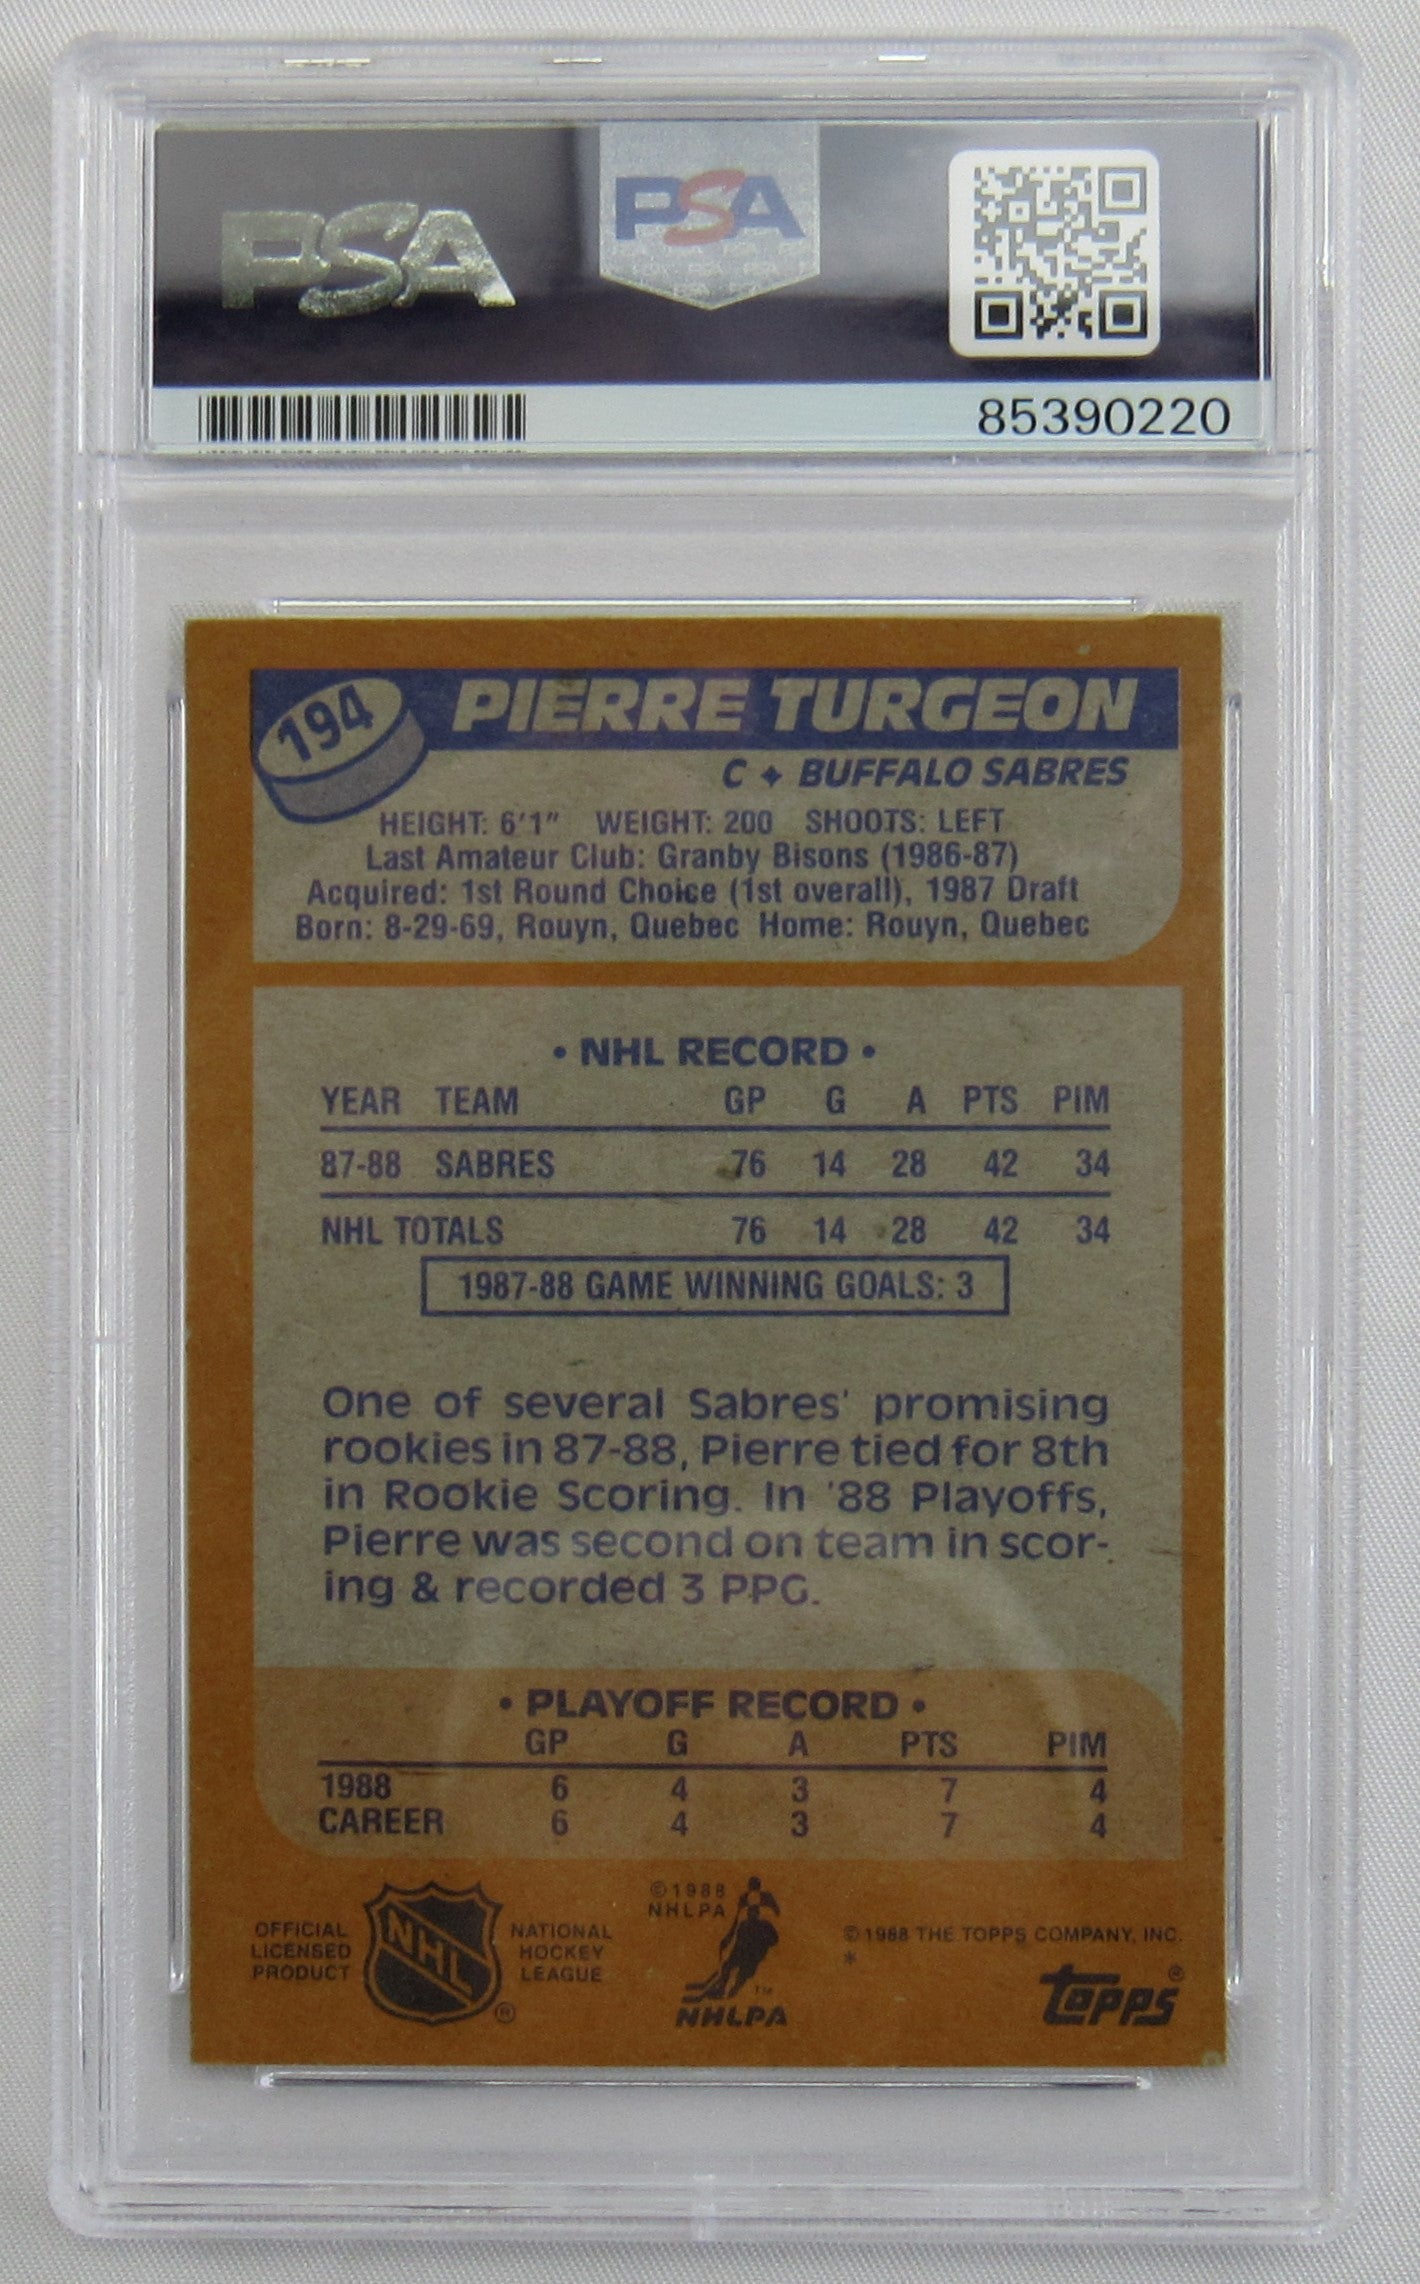 PSA
PSA
85390220
194
PIERRE TURGEON
C ✦ BUFFALO SABRES
HEIGHT: 6'1" WEIGHT: 200 SHOOTS: LEFT
Last Amateur Club: Granby Bisons (1986-87)
Acquired: 1st Round Choice (1st overall), 1987 Draft
Born: 8-29-69, Rouyn, Quebec Home: Rouyn, Quebec
• NHL RECORD •
YEAR TEAM GP G A PTS PIM
87-88 SABRES 76 14 28 42 34
NHL TOTALS 76 14 28 42 34
1987-88 GAME WINNING GOALS: 3
One of several Sabres' promising
rookies in 87-88, Pierre tied for 8th
in Rookie Scoring. In '88 Playoffs,
Pierre was second on team in scor-
ing & recorded 3 PPG.
• PLAYOFF RECORD •
GP G A PTS PIM
1988 6 4 3 7 4
CAREER 6 4 3 7 4
OFFICIAL
LICENSED
PRODUCT
NHL
®
NATIONAL
HOCKEY
LEAGUE
©1988
NHLPA
™
NHLPA
©1988 THE TOPPS COMPANY, INC.
*
topps®